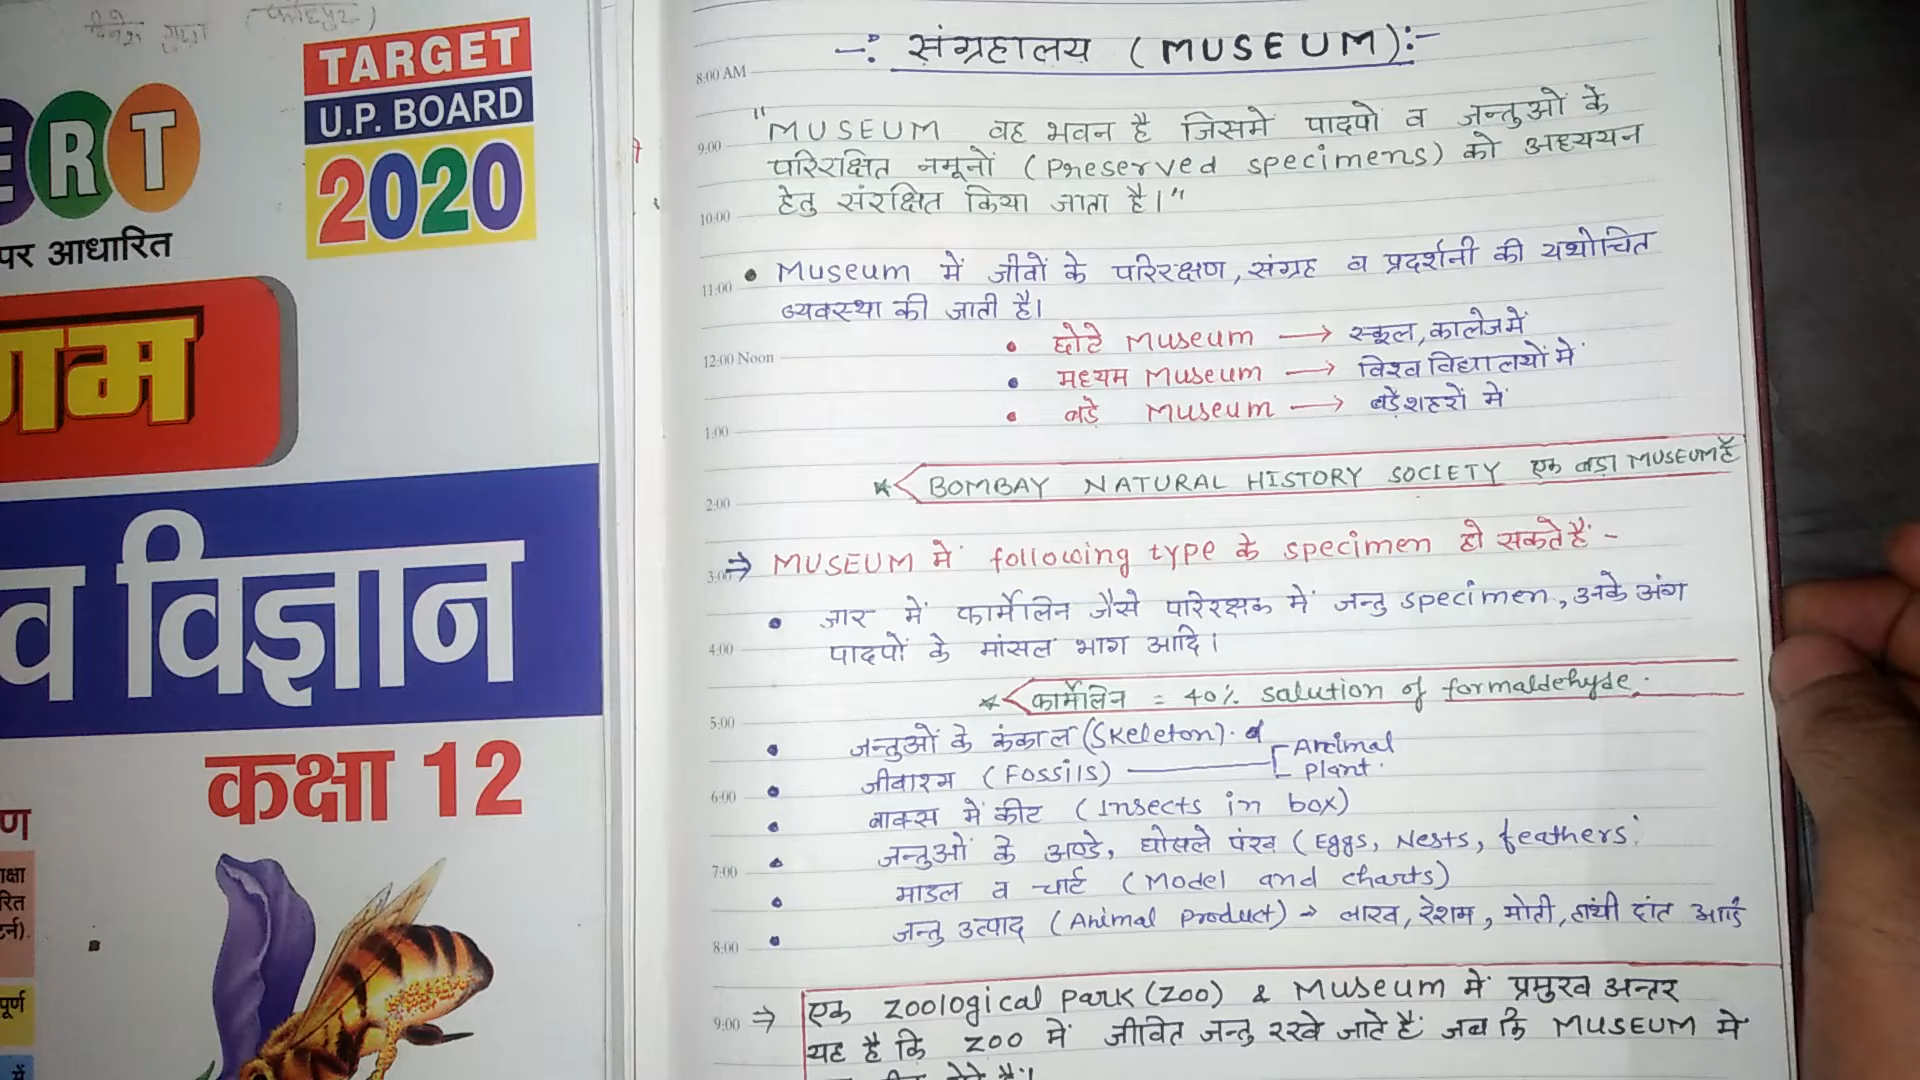 दिनेश गुप्ता (फतेहपुर)
TARGET
U.P. BOARD
2020
ERT
पर आधारित
गम
व विज्ञान
कक्षा 12
ण
क्षा
रित
र्न).
पूर्ण
में
-: संग्रहालय (MUSEUM):-
8:00 AM
"MUSEUM वह भवन है जिसमे पादपो व जन्तुओं के
9:00
परिरक्षित नमूनों (Preserved specimens) को अध्ययन
हेतु संरक्षित किया जाता है।"
10:00
• Museum में जीवों के परिरक्षण, संग्रह व प्रदर्शनी की यथोचित
11:00
व्यवस्था की जाती है।
• छोटे Museum → स्कूल, कालेज में
12:00 Noon
• मध्यम Museum → विश्व विद्यालयों में
• बड़े Museum → बड़े शहरों में
1:00
* BOMBAY NATURAL HISTORY SOCIETY एक बड़ा MUSEUM है
2:00
⇒ MUSEUM में following type के specimen हो सकते हैं -
3:00
• जार में फार्मेलिन जैसे परिरक्षक में जन्तु specimen, उनके अंग
4:00
पादपों के मांसल भाग आदि।
* फार्मेलिन = 40% salution of formaldehyde.
5:00
• जन्तुओं के कंकाल (Skeleton).
• जीवाश्म (Fossils) — Animal
Plant.
6:00
• बाक्स में कीट (Insects in box)
• जन्तुओं के अण्डे, घोसले पंख (Eggs, Nests, feathers.
7:00
• माडल व चार्ट (Model and charts)
• जन्तु उत्पाद (Animal Product) → लाख, रेशम, मोती, हाथी दांत आदि
8:00
⇒ एक Zoological Park (Zoo) & Museum में प्रमुख अन्तर
9:00
यह है कि ZOO में जीवित जन्तु रखे जाते हैं जब कि MUSEUM मे